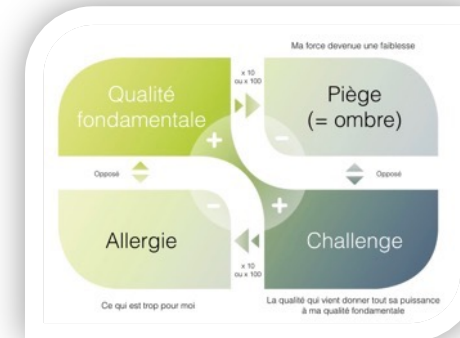 Ma force devenue une faiblesse
Qualité
fondamentale
x 10
ou x 100
Piège
(= ombre)
+
-
Opposé
Opposé
-
+
Allergie
x 10
ou x 100
Challenge
Ce qui est trop pour moi
La qualité qui vient donner tout sa puissance
à ma qualité fondamentale